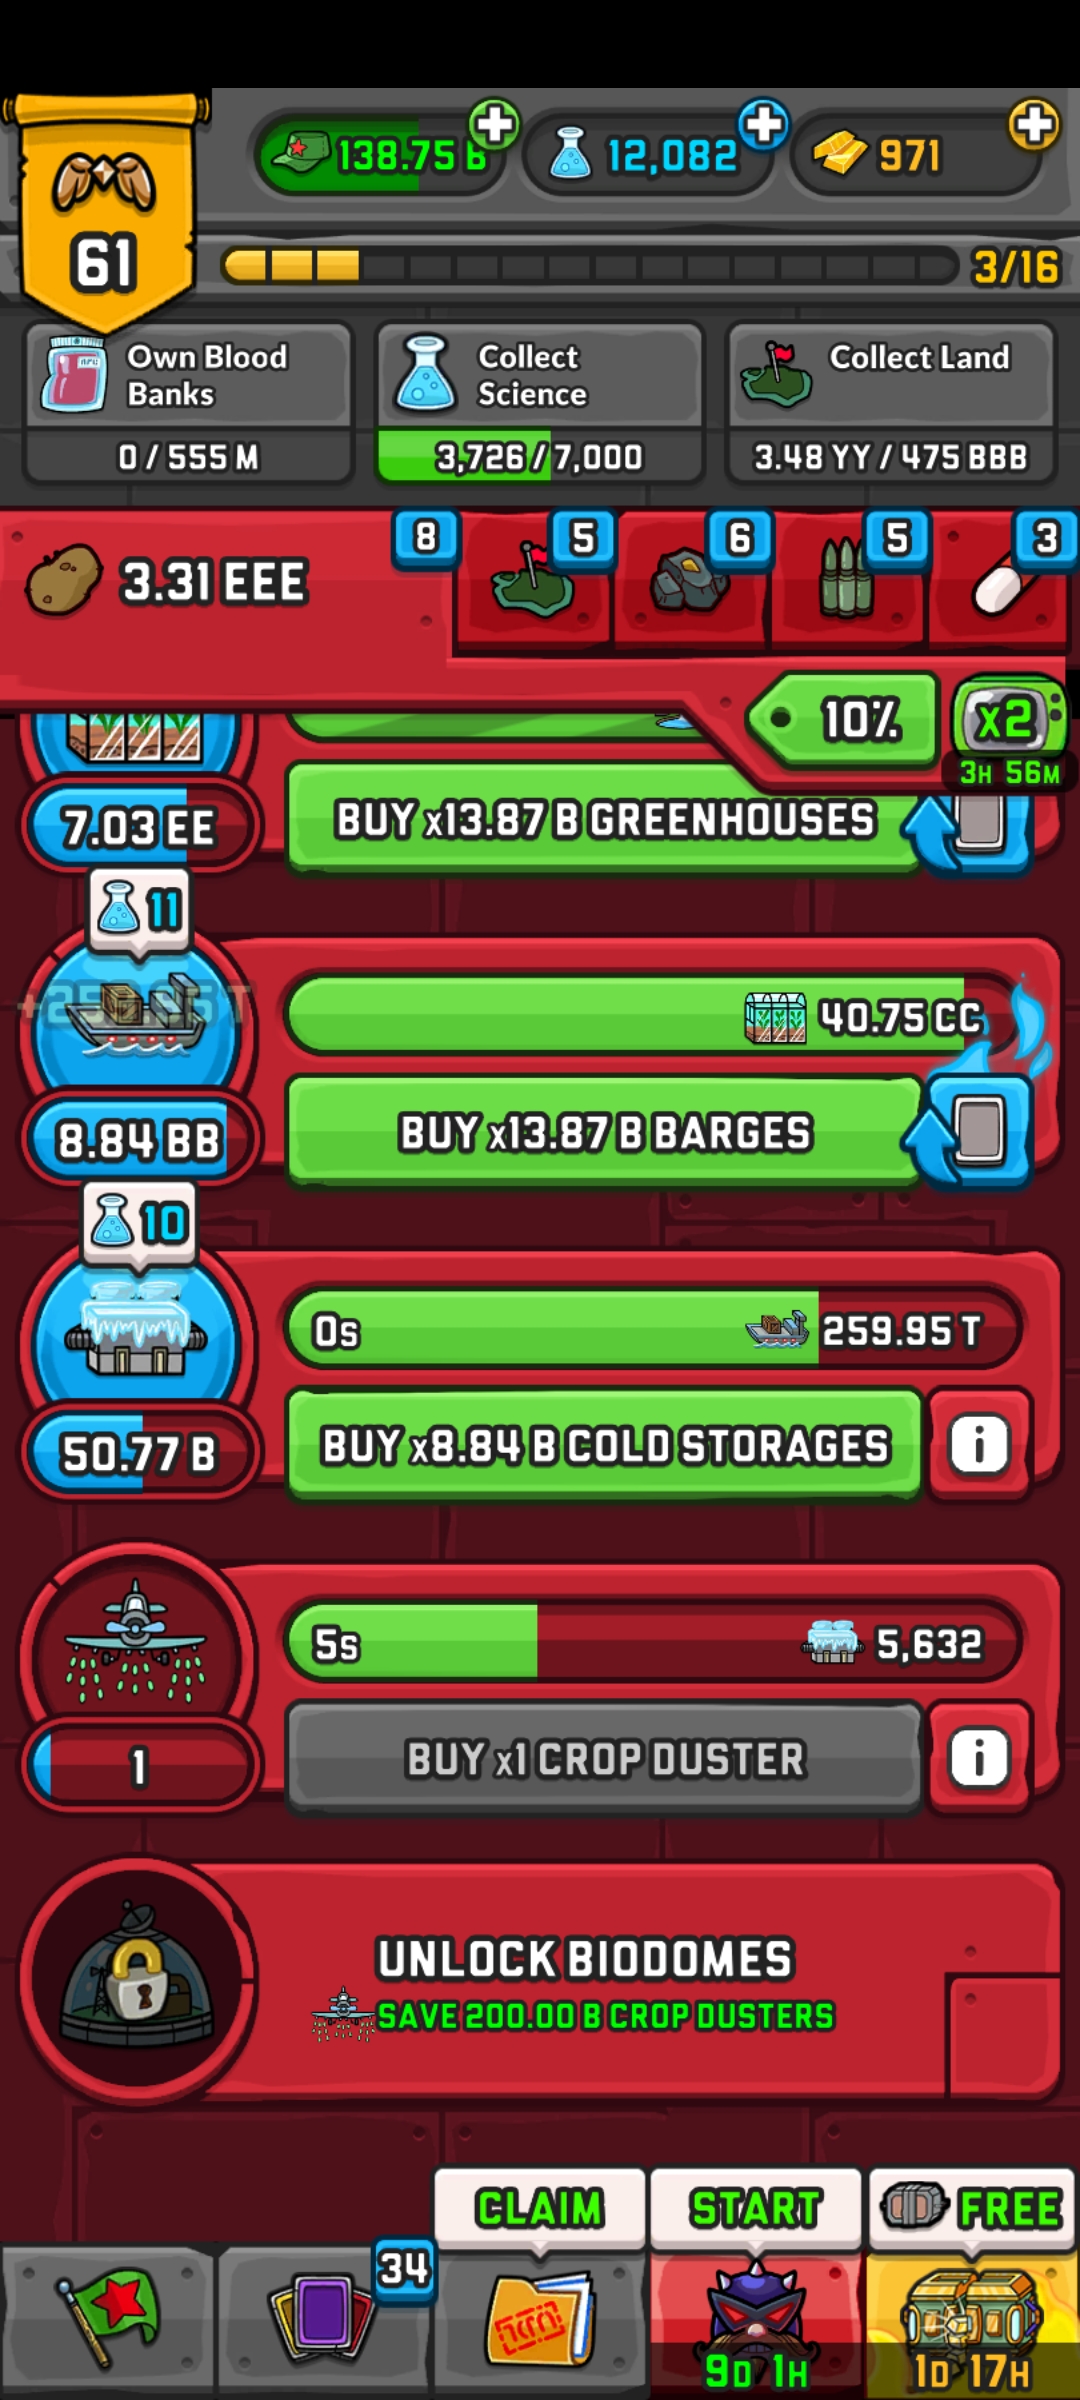 138.75 B
12,082
971
61
3/16
Own Blood
Banks
0 / 555 M
Collect
Science
3,726 / 7,000
Collect Land
3.48 YY / 475 BBB
3.31 EEE
8
5
6
5
3
10%
x2
3H 56M
7.03 EE
BUY x13.87 B GREENHOUSES
11
40.75 CC
8.84 BB
BUY x13.87 B BARGES
10
0s
259.95 T
50.77 B
BUY x8.84 B COLD STORAGES
i
5s
5,632
1
BUY x1 CROP DUSTER
i
UNLOCK BIODOMES
SAVE 200.00 B CROP DUSTERS
CLAIM
START
FREE
34
9D 1H
1D 17H